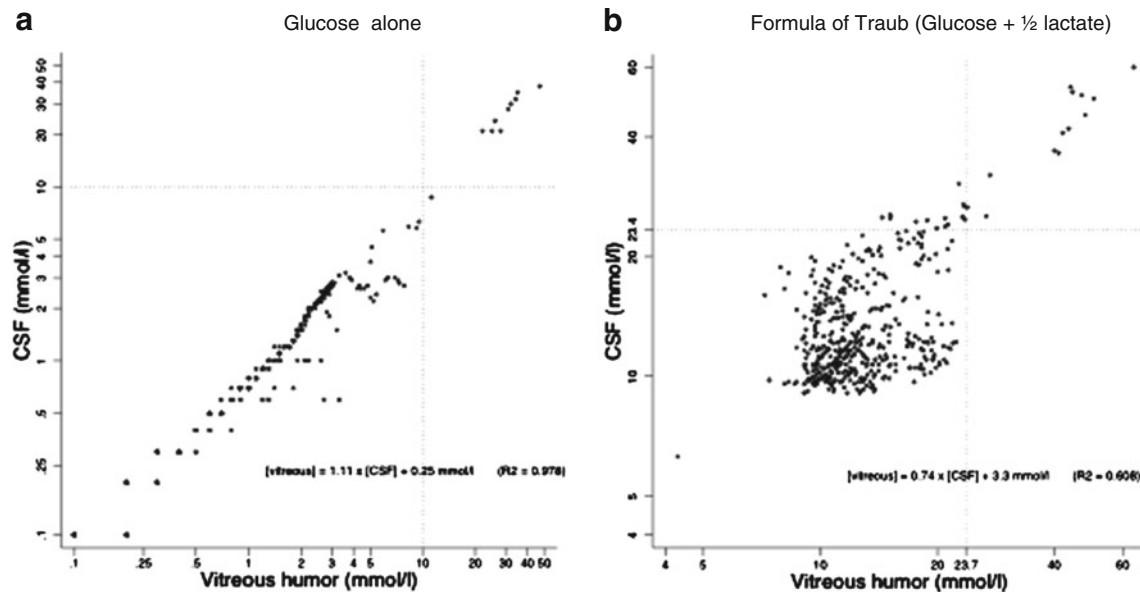 a Glucose alone
b Formula of Traub (Glucose + ½ lactate)
CSF (mmol/l)
50
40
30
20
10
5
4
3
2
1
.5
.25
.1
[vitreous] = 1.11 x [CSF] + 0.25 mmol/l (R2 = 0.978)
.1 .25 .5 1 2 3 4 5 10 20 30 40 50
Vitreous humor (mmol/l)
CSF (mmol/l)
60
40
23.4
20
10
5
4
[vitreous] = 0.74 x [CSF] + 3.3 mmol/l (R2 = 0.606)
4 5 10 20 23.7 40 60
Vitreous humor (mmol/l)